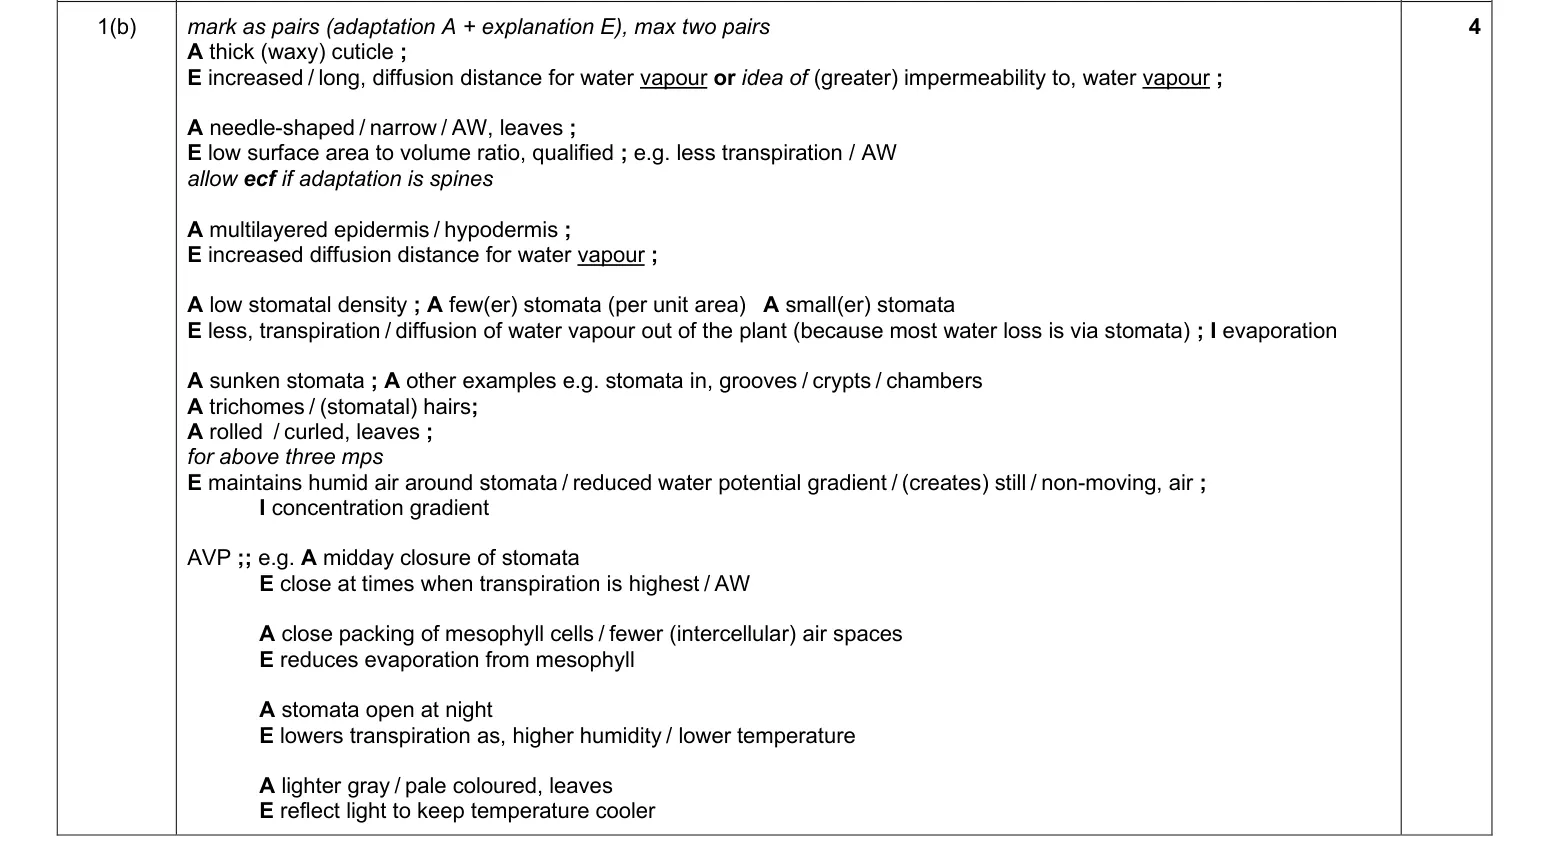 1(b)
mark as pairs (adaptation A + explanation E), max two pairs
4
A thick (waxy) cuticle ;
E increased / long, diffusion distance for water vapour or idea of (greater) impermeability to, water vapour ;
A needle-shaped / narrow / AW, leaves ;
E low surface area to volume ratio, qualified ; e.g. less transpiration / AW
allow ecf if adaptation is spines
A multilayered epidermis / hypodermis ;
E increased diffusion distance for water vapour ;
A low stomatal density ; A few(er) stomata (per unit area) A small(er) stomata
E less, transpiration / diffusion of water vapour out of the plant (because most water loss is via stomata) ; I evaporation
A sunken stomata ; A other examples e.g. stomata in, grooves / crypts / chambers
A trichomes / (stomatal) hairs;
A rolled / curled, leaves ;
for above three mps
E maintains humid air around stomata / reduced water potential gradient / (creates) still / non-moving, air ;
I concentration gradient
AVP ;; e.g. A midday closure of stomata
E close at times when transpiration is highest / AW
A close packing of mesophyll cells / fewer (intercellular) air spaces
E reduces evaporation from mesophyll
A stomata open at night
E lowers transpiration as, higher humidity / lower temperature
A lighter gray / pale coloured, leaves
E reflect light to keep temperature cooler